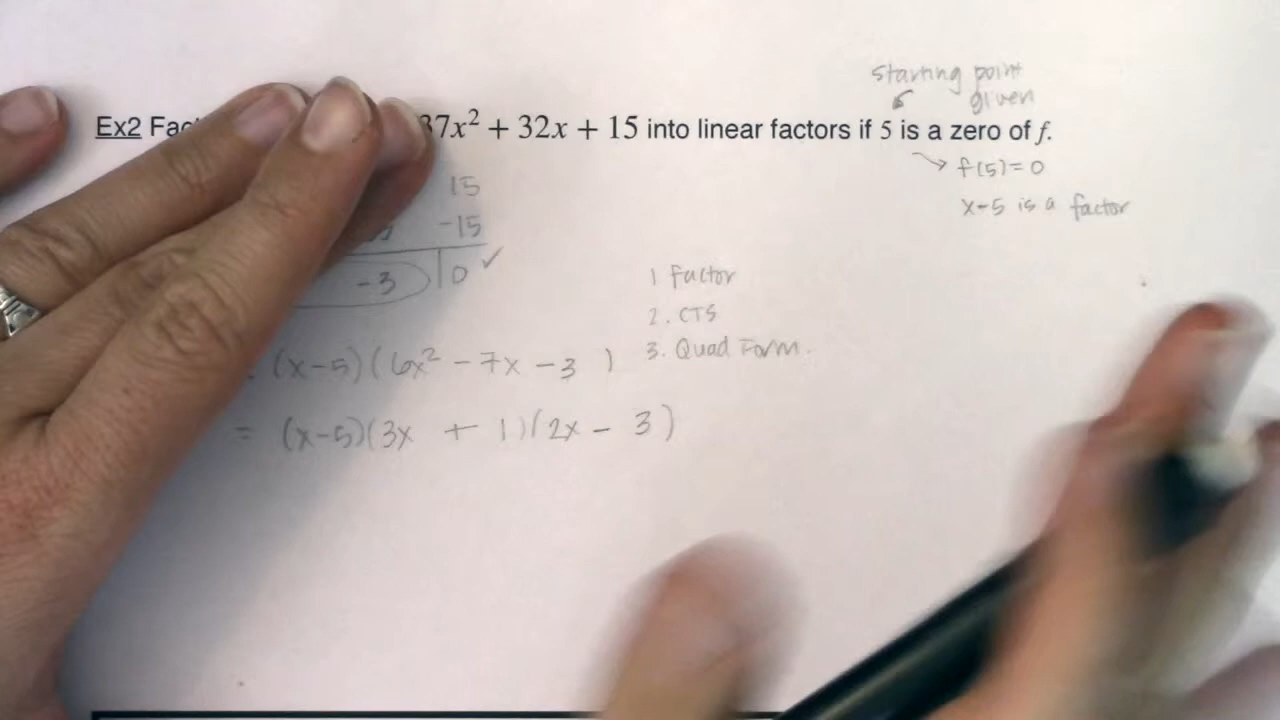 starting point
given
Ex2 Fac 37x² + 32x + 15 into linear factors if 5 is a zero of f.
→ f(5) = 0
15
x-5 is a factor
-15
-3 | 0 ✓
1 Factor
2. CTS
3. Quad Form.
(x-5)(6x² - 7x - 3 )
= (x-5)(3x + 1)(2x - 3)